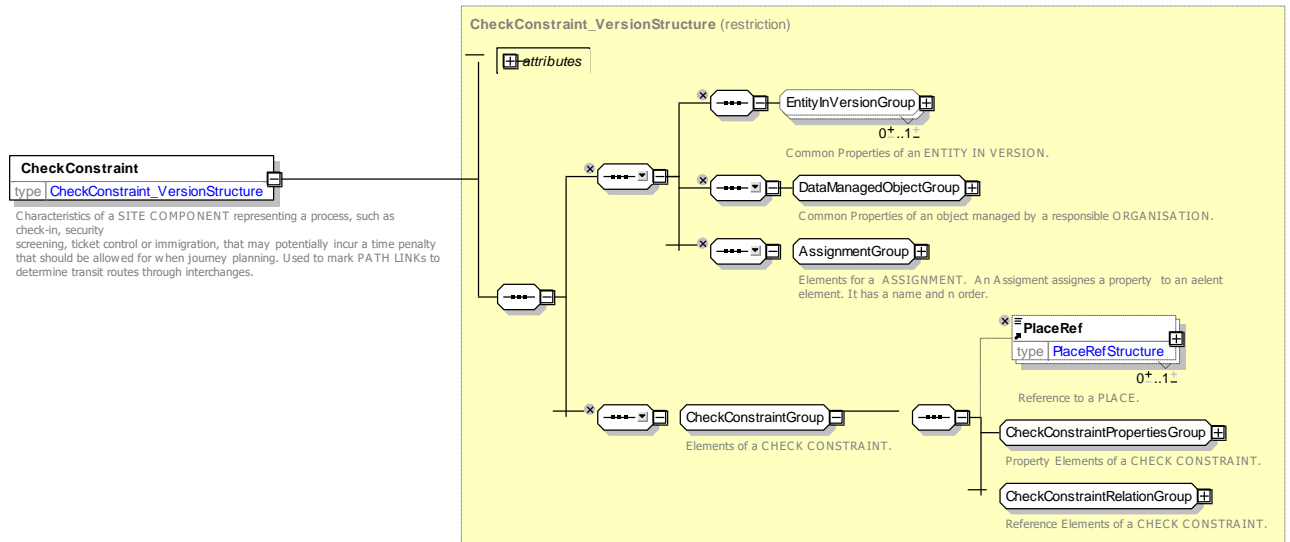 CheckConstraint_VersionStructure (restriction)
attributes
EntityInVersionGroup
0..1
Common Properties of an ENTITY IN VERSION.
CheckConstraint
type CheckConstraint_VersionStructure
Characteristics of a SITE COMPONENT representing a process, such as
check-in, security
screening, ticket control or immigration, that may potentially incur a time penalty
that should be allowed for when journey planning. Used to mark PATH LINKs to
determine transit routes through interchanges.
DataManagedObjectGroup
Common Properties of an object managed by a responsible ORGANISATION.
AssignmentGroup
Elements for a ASSIGNMENT. An Assigment assignes a property to an aelent
element. It has a name and n order.
PlaceRef
type PlaceRefStructure
0..1
Reference to a PLACE.
CheckConstraintGroup
Elements of a CHECK CONSTRAINT.
CheckConstraintPropertiesGroup
Property Elements of a CHECK CONSTRAINT.
CheckConstraintRelationGroup
Reference Elements of a CHECK CONSTRAINT.